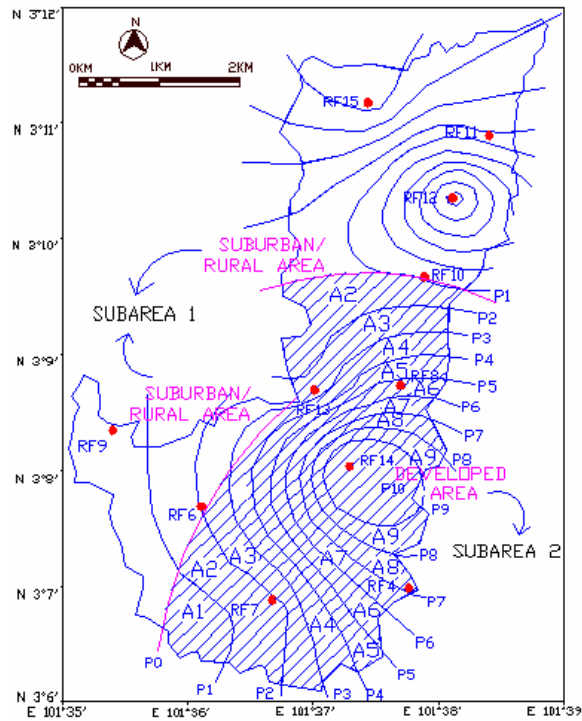 N 3°12'
N
0KM 1KM 2KM
RF15
N 3°11'
RF11
RF12
N 3°10'
SUBURBAN/
RURAL AREA
RF10
A2
P1
SUBAREA 1
A3
P2
P3
A4
P4
N 3°9'
A5
RF8
P5
A6
SUBURBAN/
RURAL AREA
RF13
A7
P6
A8
P7
RF9
A9
P8
N 3°8'
RF14
DEVELOPED
AREA
P10
P9
RF6
A9
SUBAREA 2
A3
A7
P8
A2
A8
RF4
N 3°7'
P7
A1
RF7
A4
A6
P6
A5
P5
P0
P1
P2
P3
P4
N 3°6'
E 101°35'
E 101°36'
E 101°37'
E 101°38'
E 101°39'